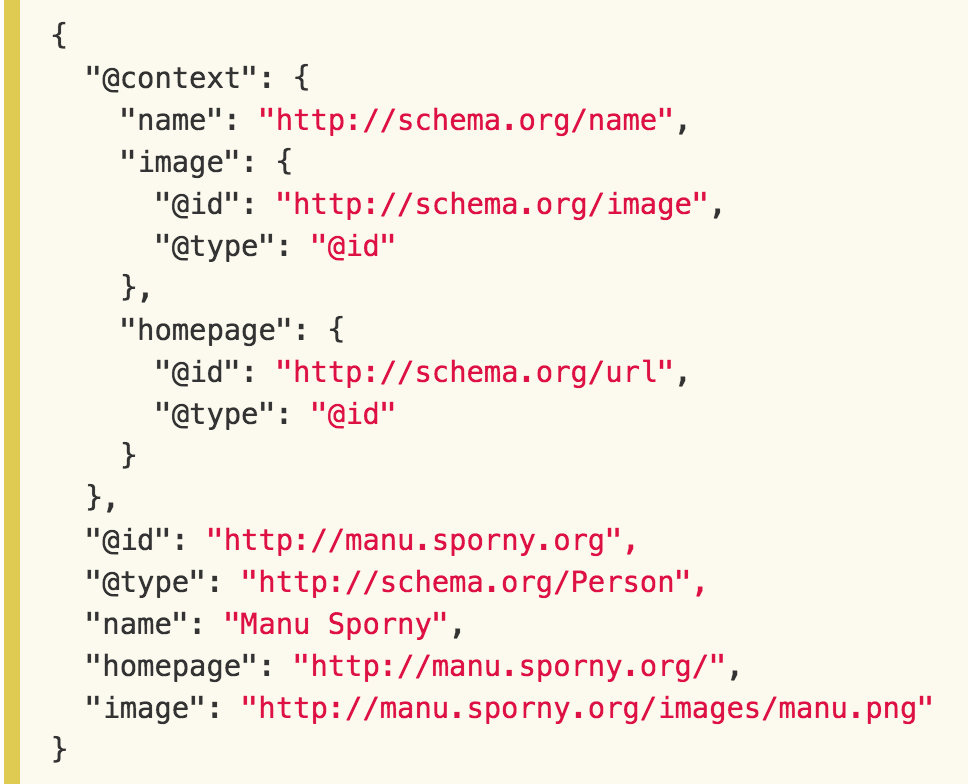 {
  "@context": {
    "name": "http://schema.org/name",
    "image": {
      "@id": "http://schema.org/image",
      "@type": "@id"
    },
    "homepage": {
      "@id": "http://schema.org/url",
      "@type": "@id"
    }
  },
  "@id": "http://manu.sporny.org",
  "@type": "http://schema.org/Person",
  "name": "Manu Sporny",
  "homepage": "http://manu.sporny.org/",
  "image": "http://manu.sporny.org/images/manu.png"
}